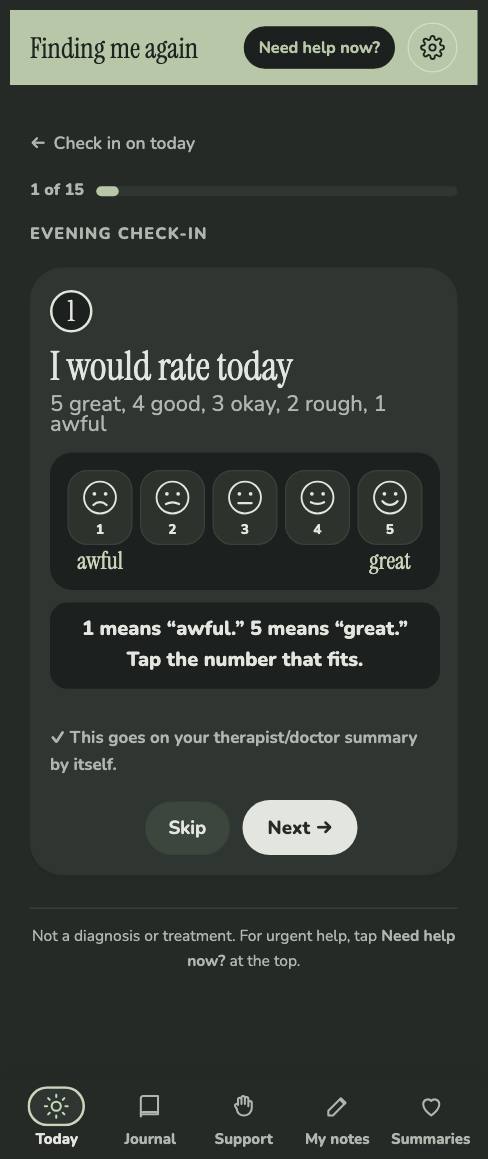 Finding me again
Need help now?
← Check in on today
1 of 15
EVENING CHECK-IN
1
I would rate today
5 great, 4 good, 3 okay, 2 rough, 1
awful
1 2 3 4 5
awful great
1 means “awful.” 5 means “great.”
Tap the number that fits.
✓ This goes on your therapist/doctor summary
by itself.
Skip
Next →
Not a diagnosis or treatment. For urgent help, tap Need help
now? at the top.
Today Journal Support My notes Summaries